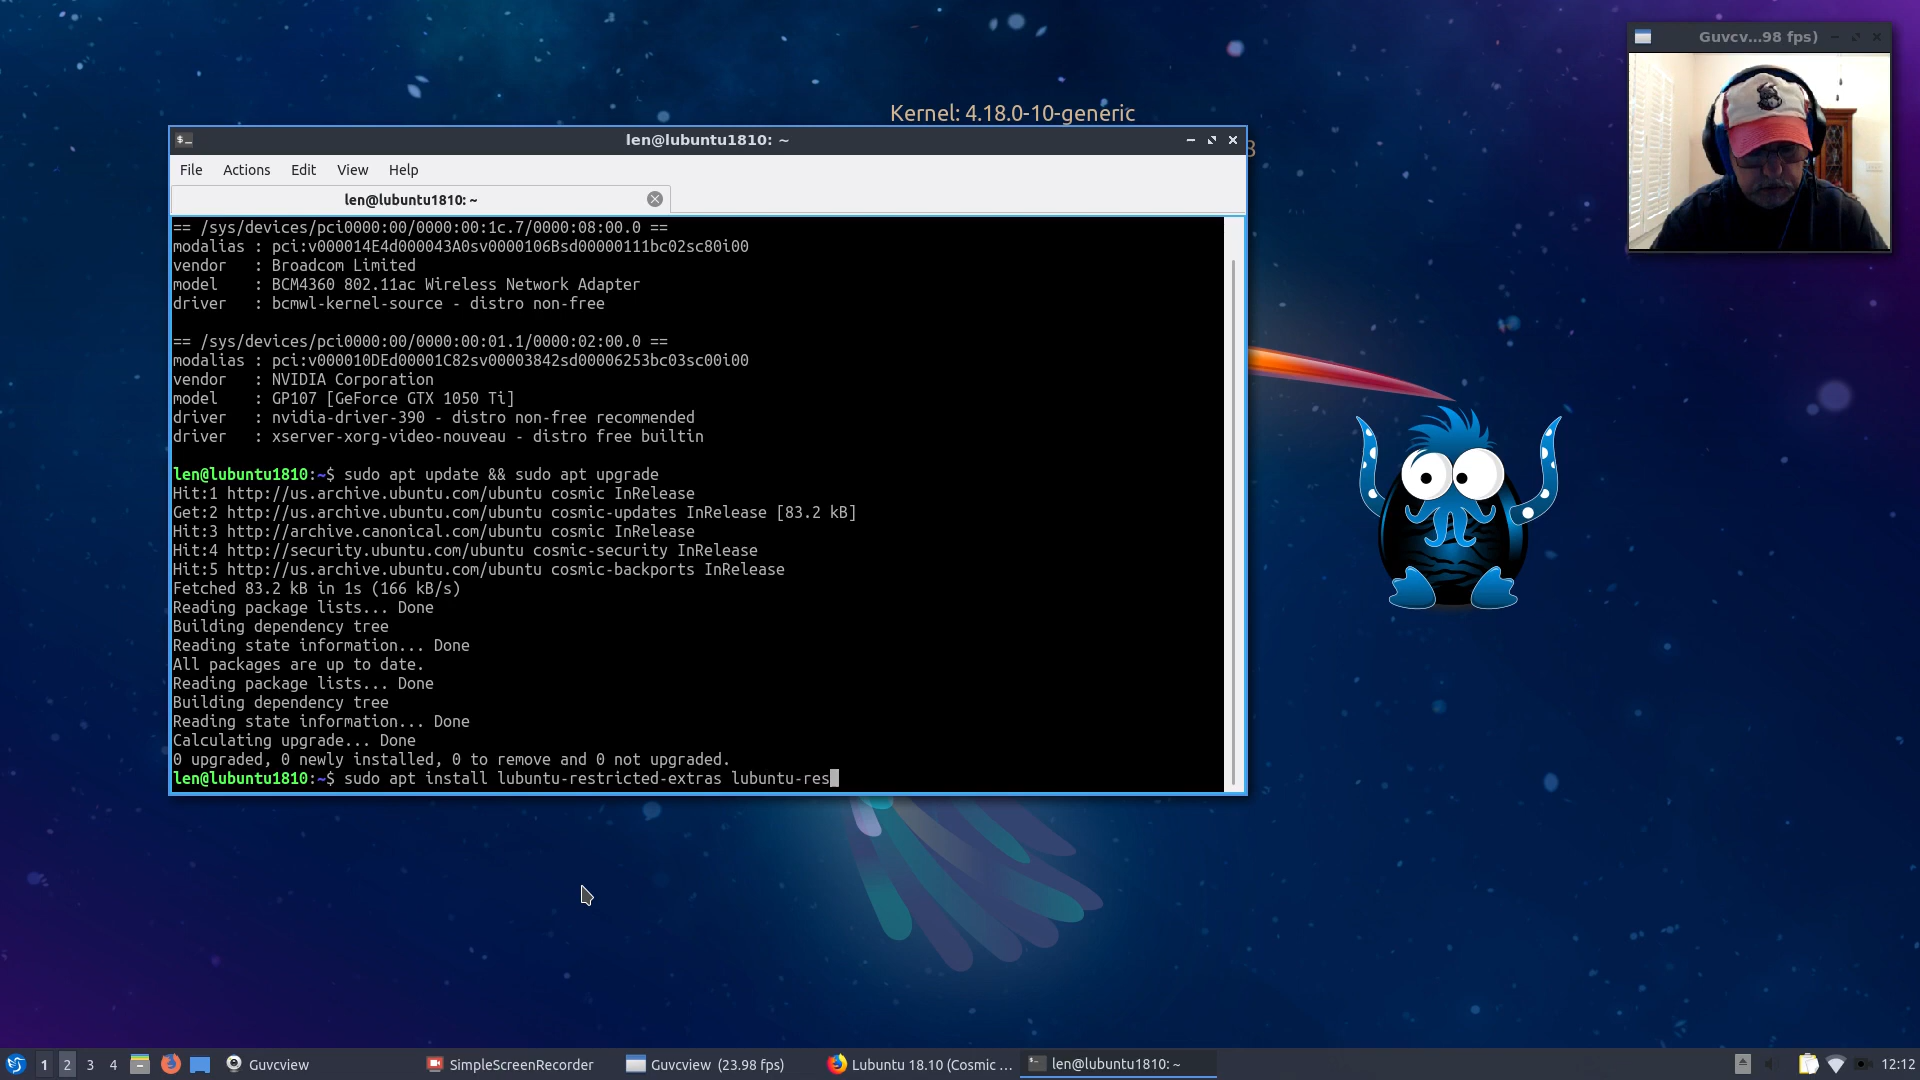 Guvcv...98 fps)
Kernel: 4.18.0-10-generic
len@lubuntu1810: ~
File Actions Edit View Help
len@lubuntu1810: ~
== /sys/devices/pci0000:00/0000:00:1c.7/0000:08:00.0 ==
modalias : pci:v000014E4d000043A0sv0000106Bsd00000111bc02sc80i00
vendor   : Broadcom Limited
model    : BCM4360 802.11ac Wireless Network Adapter
driver   : bcmwl-kernel-source - distro non-free
== /sys/devices/pci0000:00/0000:00:01.1/0000:02:00.0 ==
modalias : pci:v000010DEd00001C82sv00003842sd00006253bc03sc00i00
vendor   : NVIDIA Corporation
model    : GP107 [GeForce GTX 1050 Ti]
driver   : nvidia-driver-390 - distro non-free recommended
driver   : xserver-xorg-video-nouveau - distro free builtin
len@lubuntu1810:~$ sudo apt update && sudo apt upgrade
Hit:1 http://us.archive.ubuntu.com/ubuntu cosmic InRelease
Get:2 http://us.archive.ubuntu.com/ubuntu cosmic-updates InRelease [83.2 kB]
Hit:3 http://archive.canonical.com/ubuntu cosmic InRelease
Hit:4 http://security.ubuntu.com/ubuntu cosmic-security InRelease
Hit:5 http://us.archive.ubuntu.com/ubuntu cosmic-backports InRelease
Fetched 83.2 kB in 1s (166 kB/s)
Reading package lists... Done
Building dependency tree
Reading state information... Done
All packages are up to date.
Reading package lists... Done
Building dependency tree
Reading state information... Done
Calculating upgrade... Done
0 upgraded, 0 newly installed, 0 to remove and 0 not upgraded.
len@lubuntu1810:~$ sudo apt install lubuntu-restricted-extras lubuntu-res
1 2 3 4 Guvcview SimpleScreenRecorder Guvcview (23.98 fps) Lubuntu 18.10 (Cosmic ... len@lubuntu1810: ~ 12:12